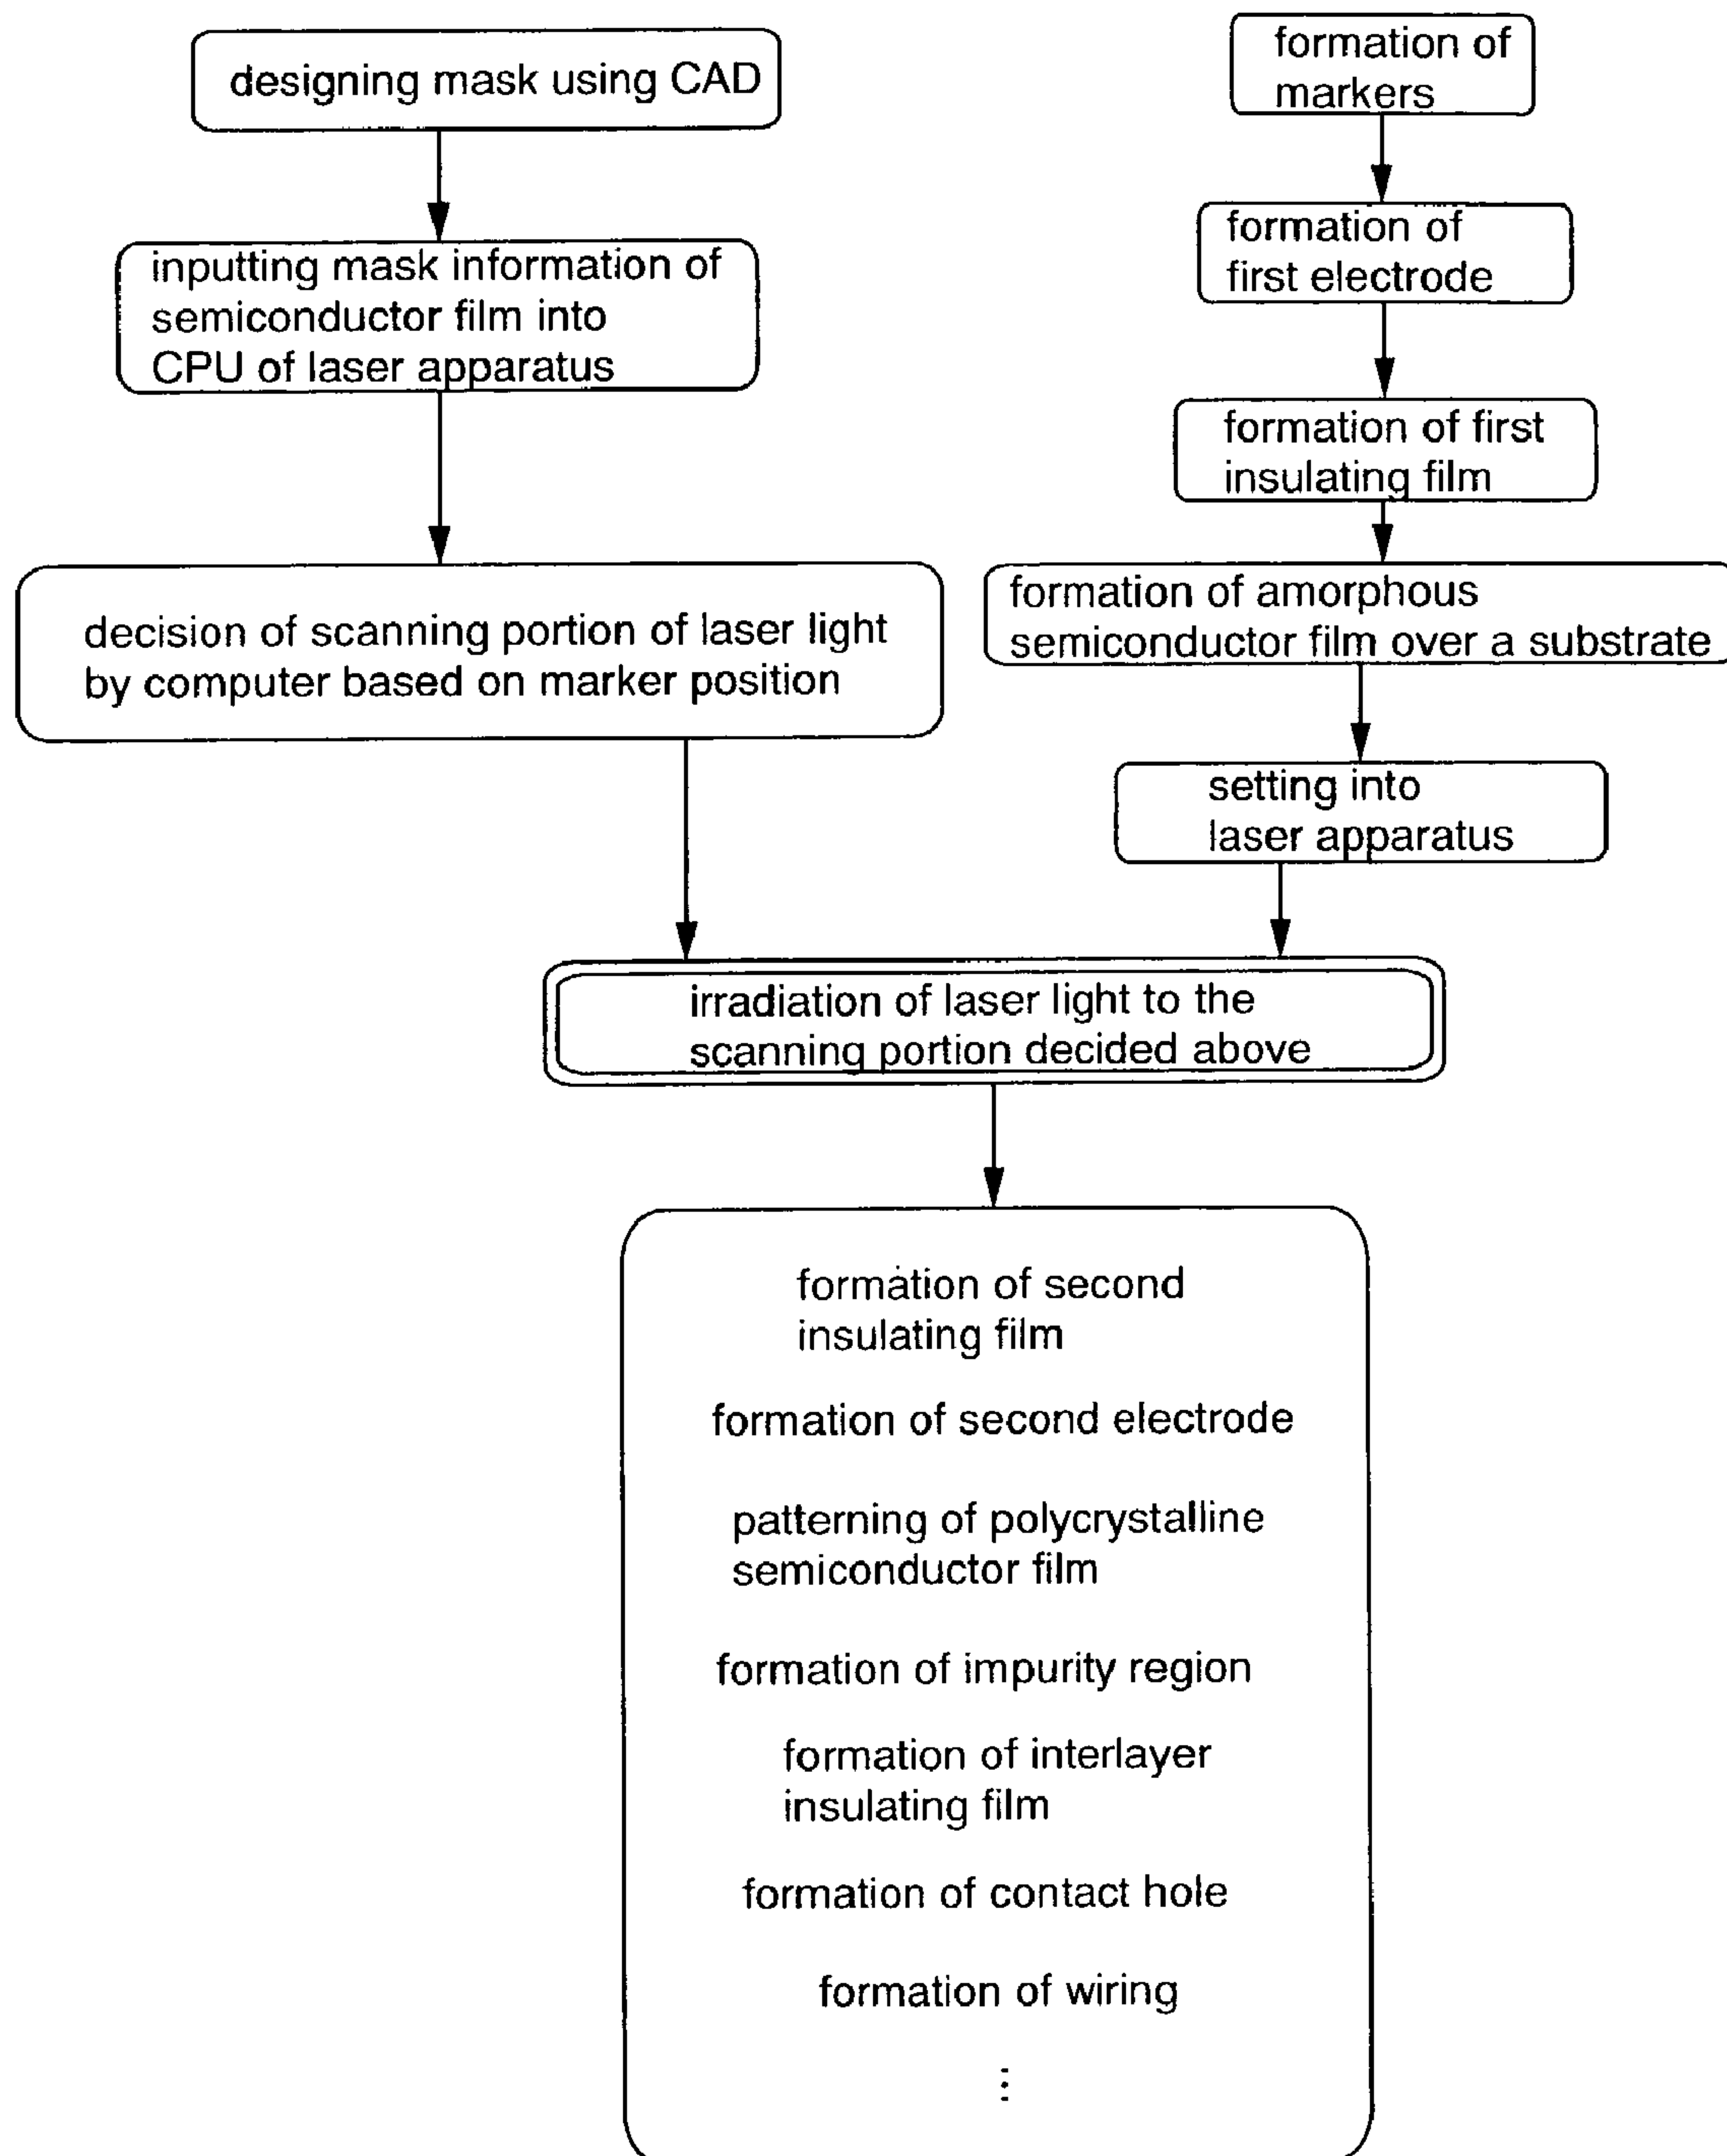 designing mask using CAD
inputting mask information of
semiconductor film into
CPU of laser apparatus
decision of scanning portion of laser light
by computer based on marker position
formation of
markers
formation of
first electrode
formation of first
insulating film
formation of amorphous
semiconductor film over a substrate
setting into
laser apparatus
irradiation of laser light to the
scanning portion decided above
formation of second
insulating film
formation of second electrode
patterning of polycrystalline
semiconductor film
formation of impurity region
formation of interlayer
insulating film
formation of contact hole
formation of wiring
⋮